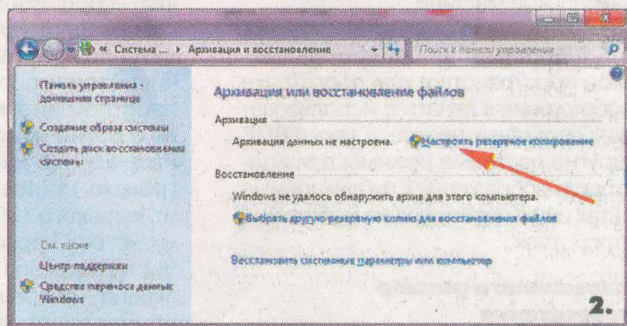 « Система ... ▸ Архивация и восстановление
Поиск в панели управления
Панель управления -
домашняя страница
Создание образа системы
Создать диск восстановления
системы
См. также
Центр поддержки
Средства переноса данных
Windows
Архивация или восстановление файлов
Архивация
Архивация данных не настроена. Настроить резервное копирование
Восстановление
Windows не удалось обнаружить архив для этого компьютера.
Выбрать другую резервную копию для восстановления файлов
Восстановить системные параметры или компьютер
2.